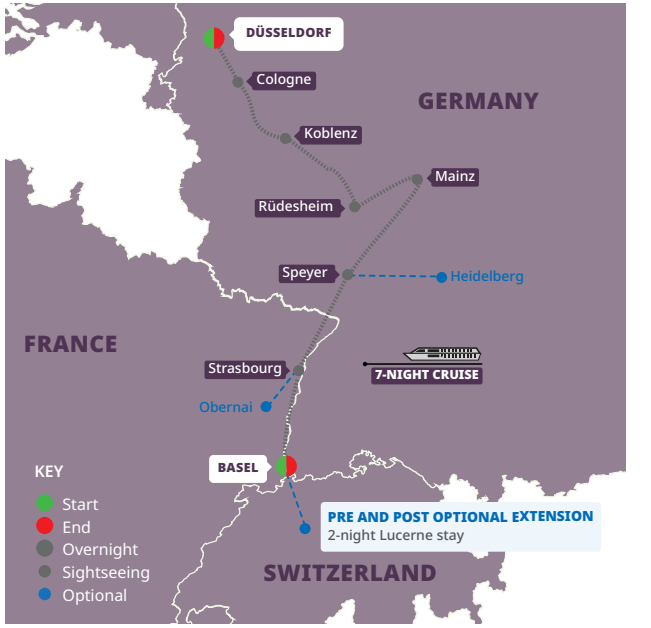 DÜSSELDORF
Cologne
GERMANY
Koblenz
Mainz
Rüdesheim
Speyer
Heidelberg
FRANCE
Strasbourg
7-NIGHT CRUISE
Obernai
BASEL
KEY
Start
End
Overnight
Sightseeing
Optional
PRE AND POST OPTIONAL EXTENSION
2-night Lucerne stay
SWITZERLAND